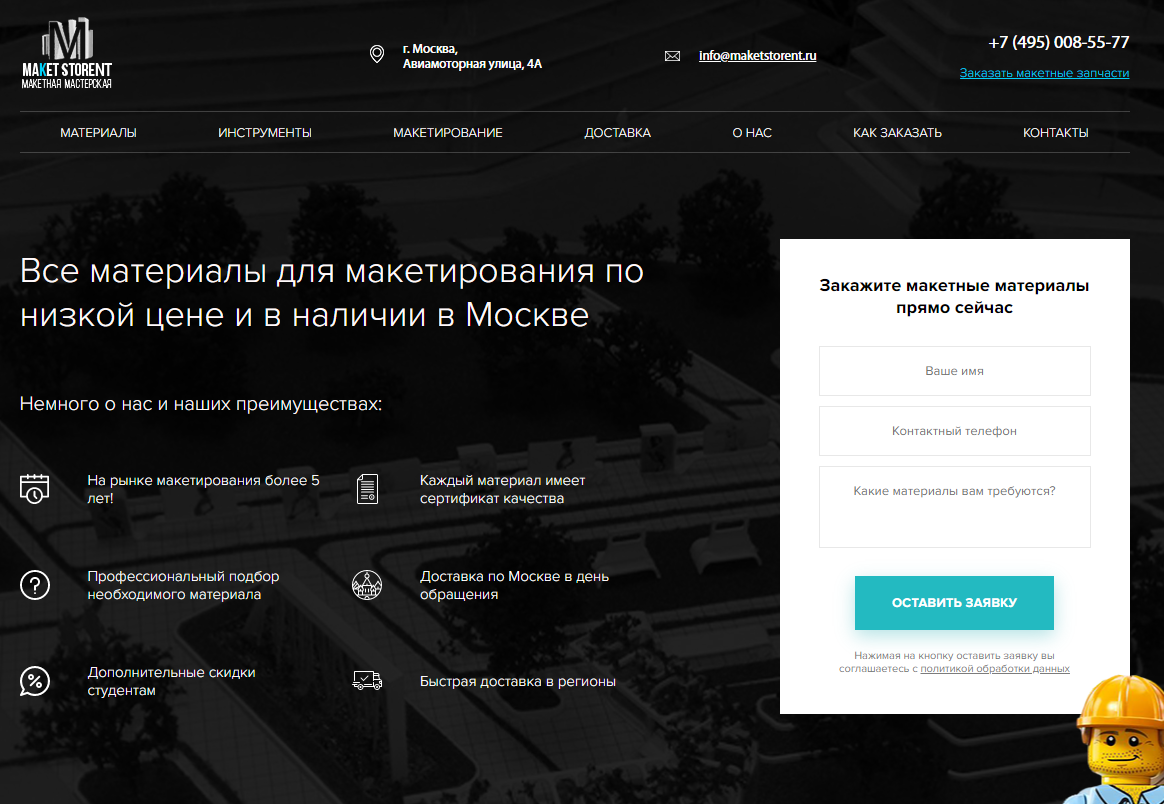 MAKET STORENT
МАКЕТНАЯ МАСТЕРСКАЯ
г. Москва,
Авиамоторная улица, 4А
info@maketstorent.ru
+7 (495) 008-55-77
Заказать макетные запчасти
МАТЕРИАЛЫ
ИНСТРУМЕНТЫ
МАКЕТИРОВАНИЕ
ДОСТАВКА
О НАС
КАК ЗАКАЗАТЬ
КОНТАКТЫ
Все материалы для макетирования по
низкой цене и в наличии в Москве
Немного о нас и наших преимуществах:
На рынке макетирования более 5
лет!
Каждый материал имеет
сертификат качества
Профессиональный подбор
необходимого материала
Доставка по Москве в день
обращения
Дополнительные скидки
студентам
Быстрая доставка в регионы
Закажите макетные материалы
прямо сейчас
Ваше имя
Контактный телефон
Какие материалы вам требуются?
ОСТАВИТЬ ЗАЯВКУ
Нажимая на кнопку оставить заявку вы
соглашаетесь с политикой обработки данных